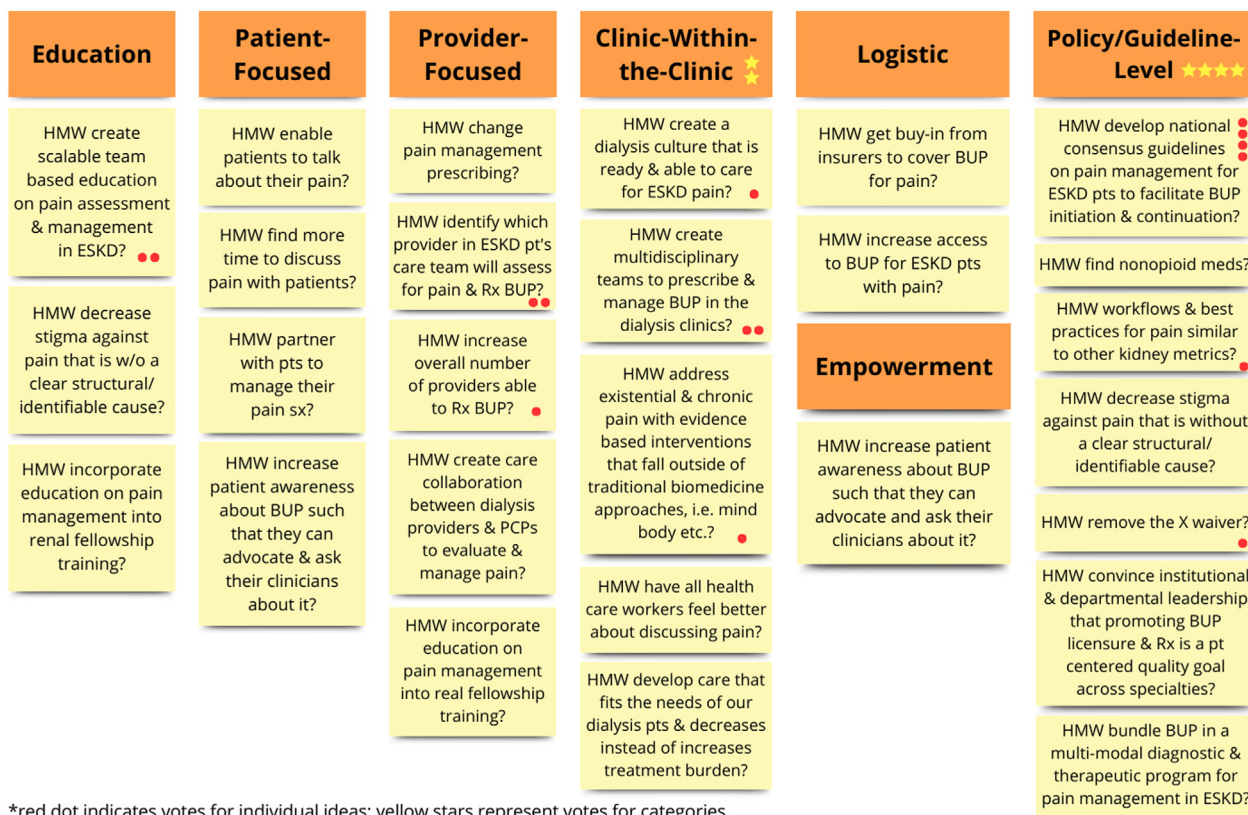 Education
HMW create
scalable team
based education
on pain assessment
& management
in ESKD?
HMW decrease
stigma against
pain that is w/o a
clear structural/
identifiable cause?
HMW incorporate
education on pain
management into
renal fellowship
training?
Patient-
Focused
HMW enable
patients to talk
about their pain?
HMW find more
time to discuss
pain with patients?
HMW partner
with pts to
manage their
pain sx?
HMW increase
patient awareness
about BUP such
that they can
advocate & ask
their clinicians
about it?
Provider-
Focused
HMW change
pain management
prescribing?
HMW identify which
provider in ESKD pt's
care team will assess
for pain & Rx BUP?
HMW increase
overall number
of providers able
to Rx BUP?
HMW create care
collaboration
between dialysis
providers & PCPs
to evaluate &
manage pain?
HMW incorporate
education on
pain management
into real fellowship
training?
Clinic-Within-
the-Clinic
HMW create a
dialysis culture that is
ready & able to care
for ESKD pain?
HMW create
multidisciplinary
teams to prescribe &
manage BUP in the
dialysis clinics?
HMW address
existential & chronic
pain with evidence
based interventions
that fall outside of
traditional biomedicine
approaches, i.e. mind
body etc.?
HMW have all health
care workers feel better
about discussing pain?
HMW develop care that
fits the needs of our
dialysis pts & decreases
instead of increases
treatment burden?
Logistic
HMW get buy-in from
insurers to cover BUP
for pain?
HMW increase access
to BUP for ESKD pts
with pain?
Empowerment
HMW increase patient
awareness about BUP
such that they can
advocate and ask their
clinicians about it?
Policy/Guideline-
Level
HMW develop national
consensus guidelines
on pain management for
ESKD pts to facilitate BUP
initiation & continuation?
HMW find nonopioid meds?
HMW workflows & best
practices for pain similar
to other kidney metrics?
HMW decrease stigma
against pain that is without
a clear structural/
identifiable cause?
HMW remove the X waiver?
HMW convince institutional
& departmental leadership
that promoting BUP
licensure & Rx is a pt
centered quality goal
across specialties?
HMW bundle BUP in a
multi-modal diagnostic &
therapeutic program for
pain management in ESKD?
*red dot indicates votes for individual ideas; yellow stars represent votes for categories